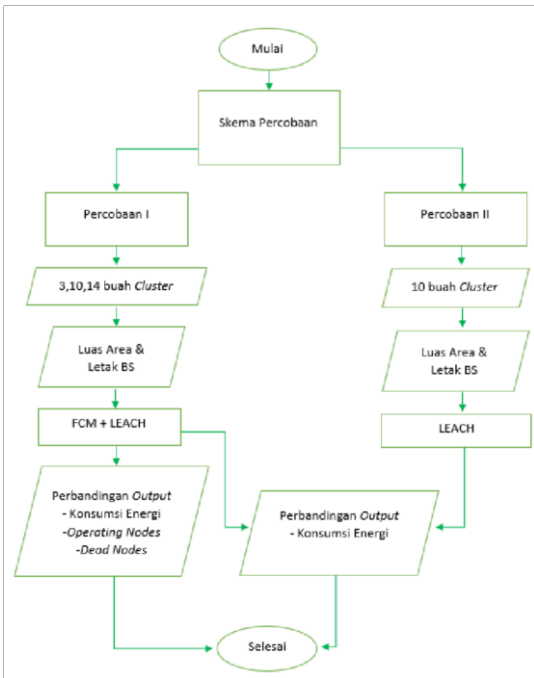 Mulai
Skema Percobaan
Percobaan I
Percobaan II
3,10,14 buah Cluster
10 buah Cluster
Luas Area &
Letak BS
Luas Area &
Letak BS
FCM + LEACH
LEACH
Perbandingan Output
- Konsumsi Energi
-Operating Nodes
-Dead Nodes
Perbandingan Output
- Konsumsi Energi
Selesai